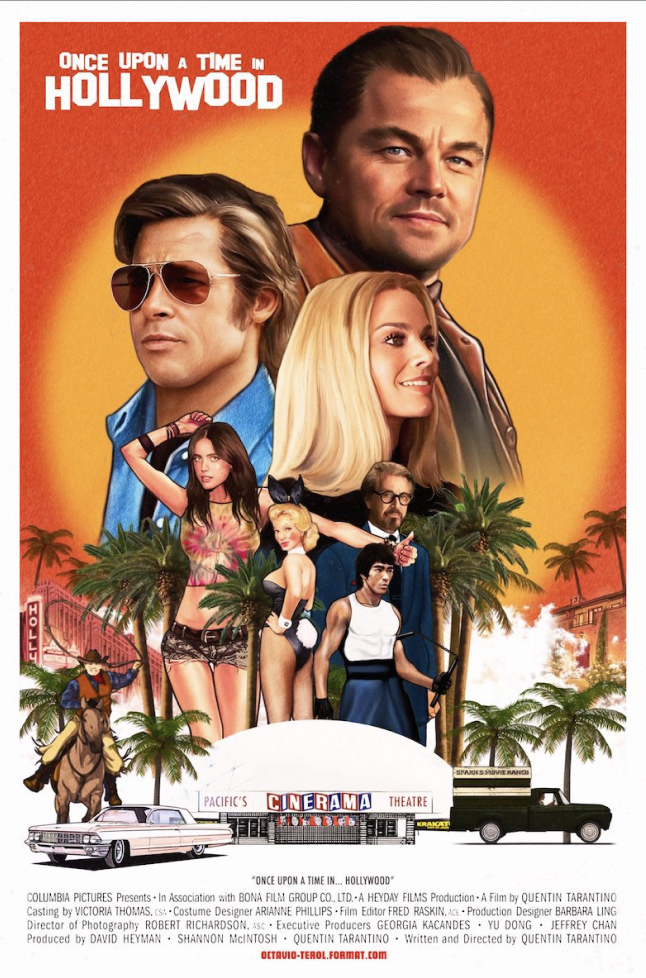 ONCE UPON A TIME IN
HOLLYWOOD
HOLLY
SPAHN'S MOVIE RANCH
PACIFIC'S CINERAMA THEATRE
KRAKAT
"ONCE UPON A TIME IN... HOLLYWOOD"
COLUMBIA PICTURES Presents • In Association with BONA FILM GROUP CO., LTD. • A HEYDAY FILMS Production • A Film by QUENTIN TARANTINO
Casting by VICTORIA THOMAS, CSA • Costume Designer ARIANNE PHILLIPS • Film Editor FRED RASKIN, ACE • Production Designer BARBARA LING
Director of Photography ROBERT RICHARDSON, ASC • Executive Producers GEORGIA KACANDES • YU DONG • JEFFREY CHAN
Produced by DAVID HEYMAN • SHANNON McINTOSH • QUENTIN TARANTINO • Written and Directed by QUENTIN TARANTINO
OCTAVIO-TEROL.FORMAT.COM